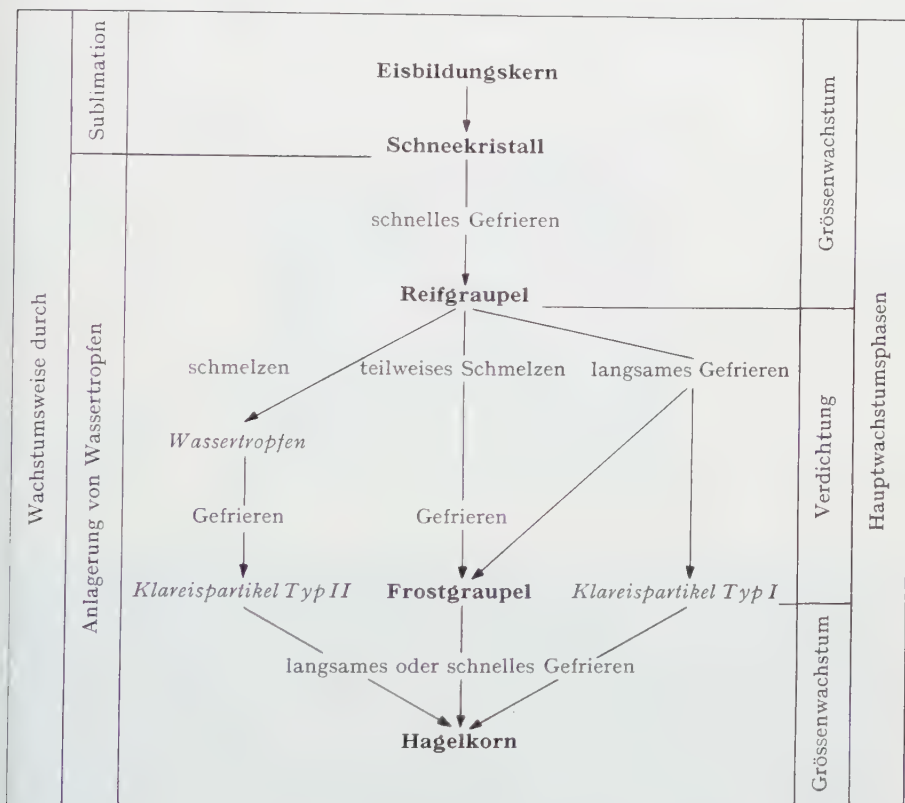 Wachstumsweise durch
Sublimation
Anlagerung von Wassertropfen
Eisbildungskern
Schneekristall
schnelles Gefrieren
Reifgraupel
schmelzen
teilweises Schmelzen
langsames Gefrieren
Wassertropfen
Gefrieren
Gefrieren
Klareispartikel Typ II
Frostgraupel
Klareispartikel Typ I
langsames oder schnelles Gefrieren
Hagelkorn
Grössenwachstum
Verdichtung
Grössenwachstum
Hauptwachstumsphasen